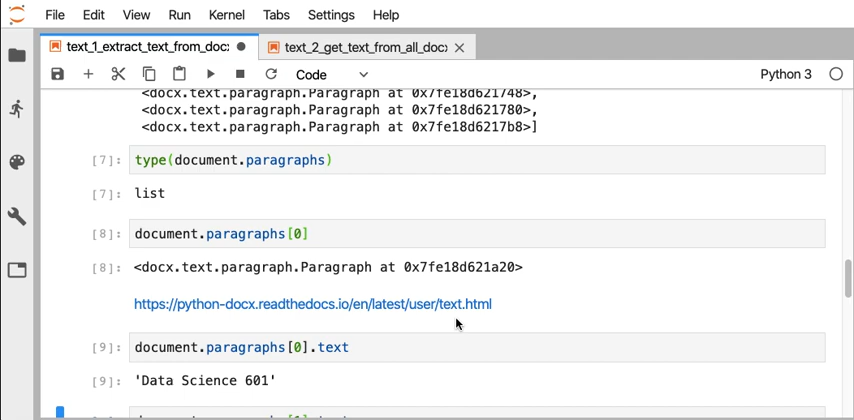 File Edit View Run Kernel Tabs Settings Help
text_1_extract_text_from_docx
text_2_get_text_from_all_docx
Code
Python 3
<docx.text.paragraph.Paragraph at 0x7fe18d621748>,
<docx.text.paragraph.Paragraph at 0x7fe18d621780>,
<docx.text.paragraph.Paragraph at 0x7fe18d6217b8>]
[7]: type(document.paragraphs)
[7]: list
[8]: document.paragraphs[0]
[8]: <docx.text.paragraph.Paragraph at 0x7fe18d621a20>
https://python-docx.readthedocs.io/en/latest/user/text.html
[9]: document.paragraphs[0].text
[9]: 'Data Science 601'